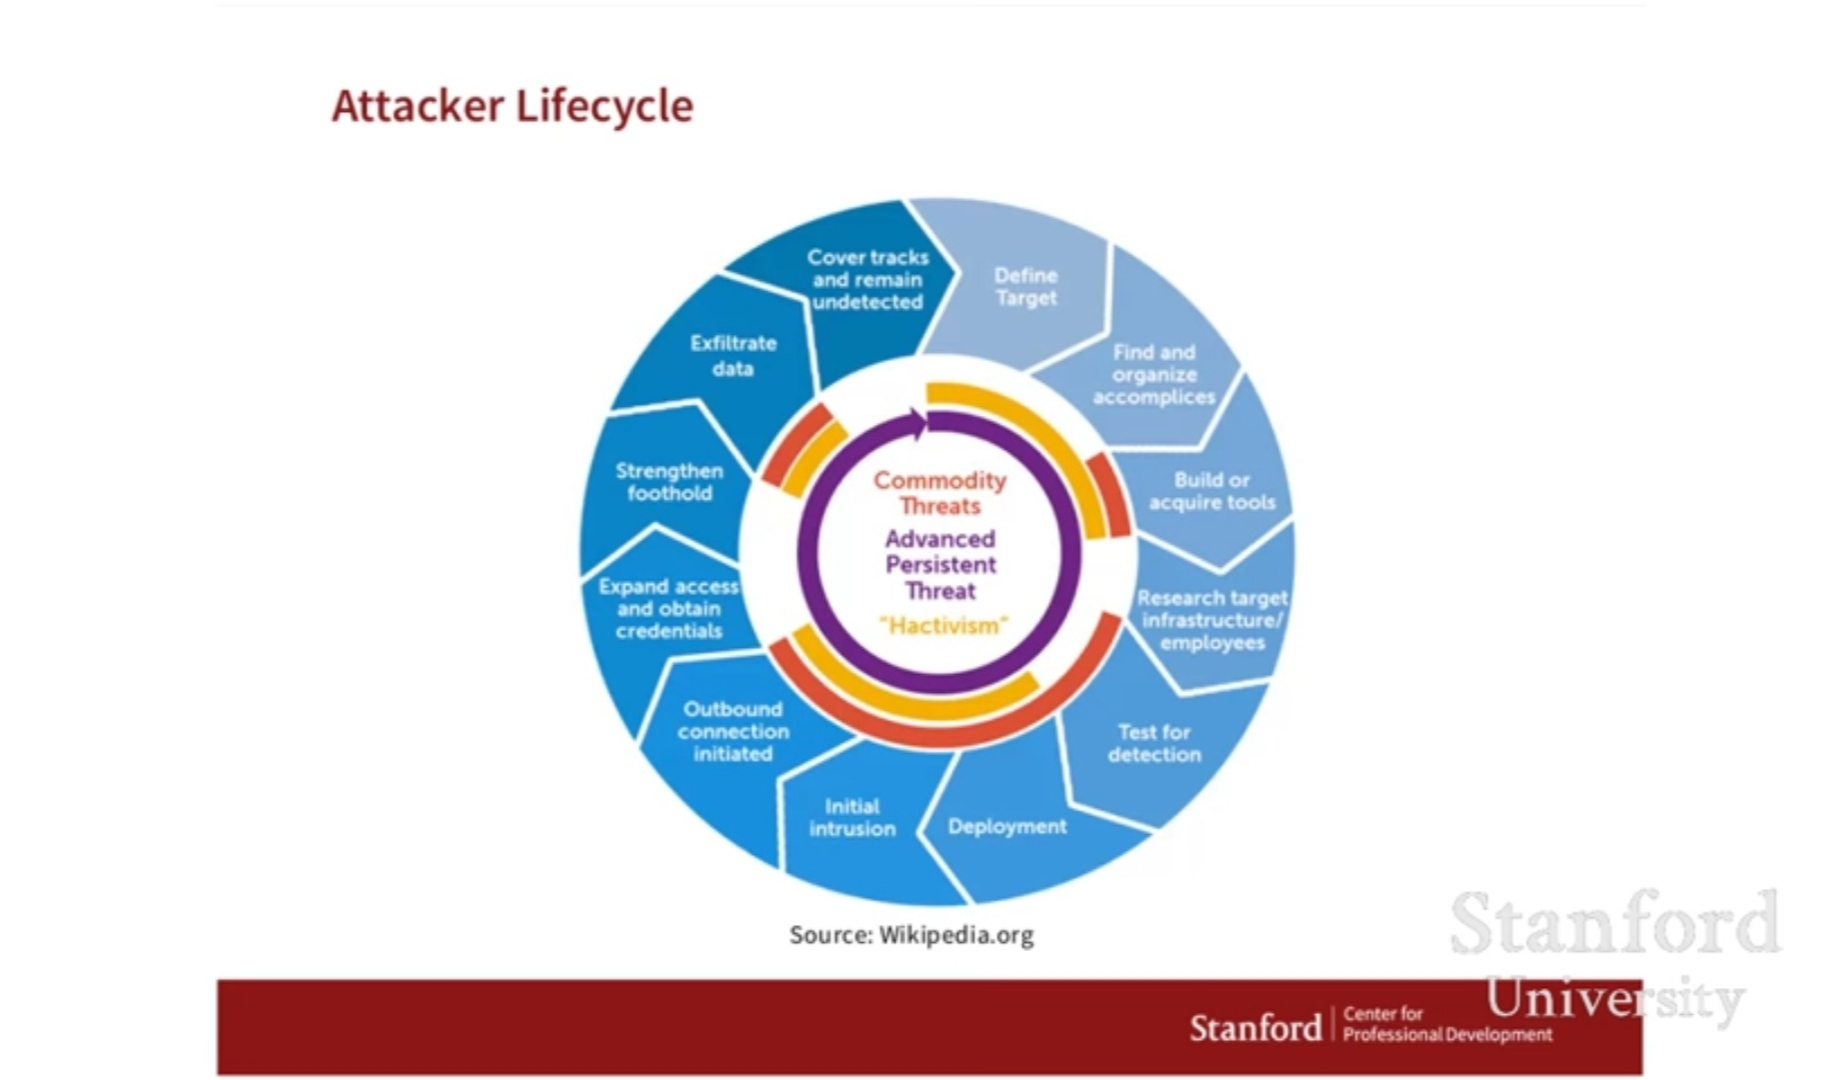 Attacker Lifecycle
Define
Target
Find and
organize
accomplices
Build or
acquire tools
Research target
infrastructure/
employees
Test for
detection
Deployment
Initial
intrusion
Outbound
connection
initiated
Expand access
and obtain
credentials
Strengthen
foothold
Exfiltrate
data
Cover tracks
and remain
undetected
Commodity
Threats
Advanced
Persistent
Threat
"Hactivism"
Source: Wikipedia.org
Stanford
University
Stanford
Center for
Professional Development